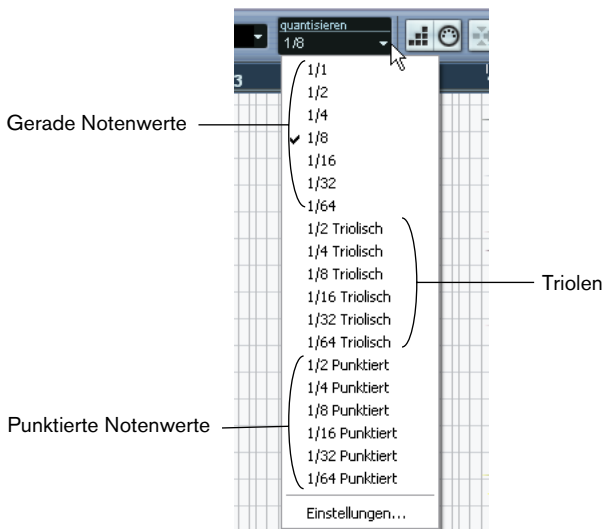 quantisieren
1/8
3
1/1
1/2
1/4
1/8
1/16
1/32
1/64
Gerade Notenwerte
1/2 Triolisch
1/4 Triolisch
1/8 Triolisch
1/16 Triolisch
1/32 Triolisch
1/64 Triolisch
Triolen
1/2 Punktiert
1/4 Punktiert
1/8 Punktiert
1/16 Punktiert
1/32 Punktiert
1/64 Punktiert
Punktierte Notenwerte
Einstellungen...